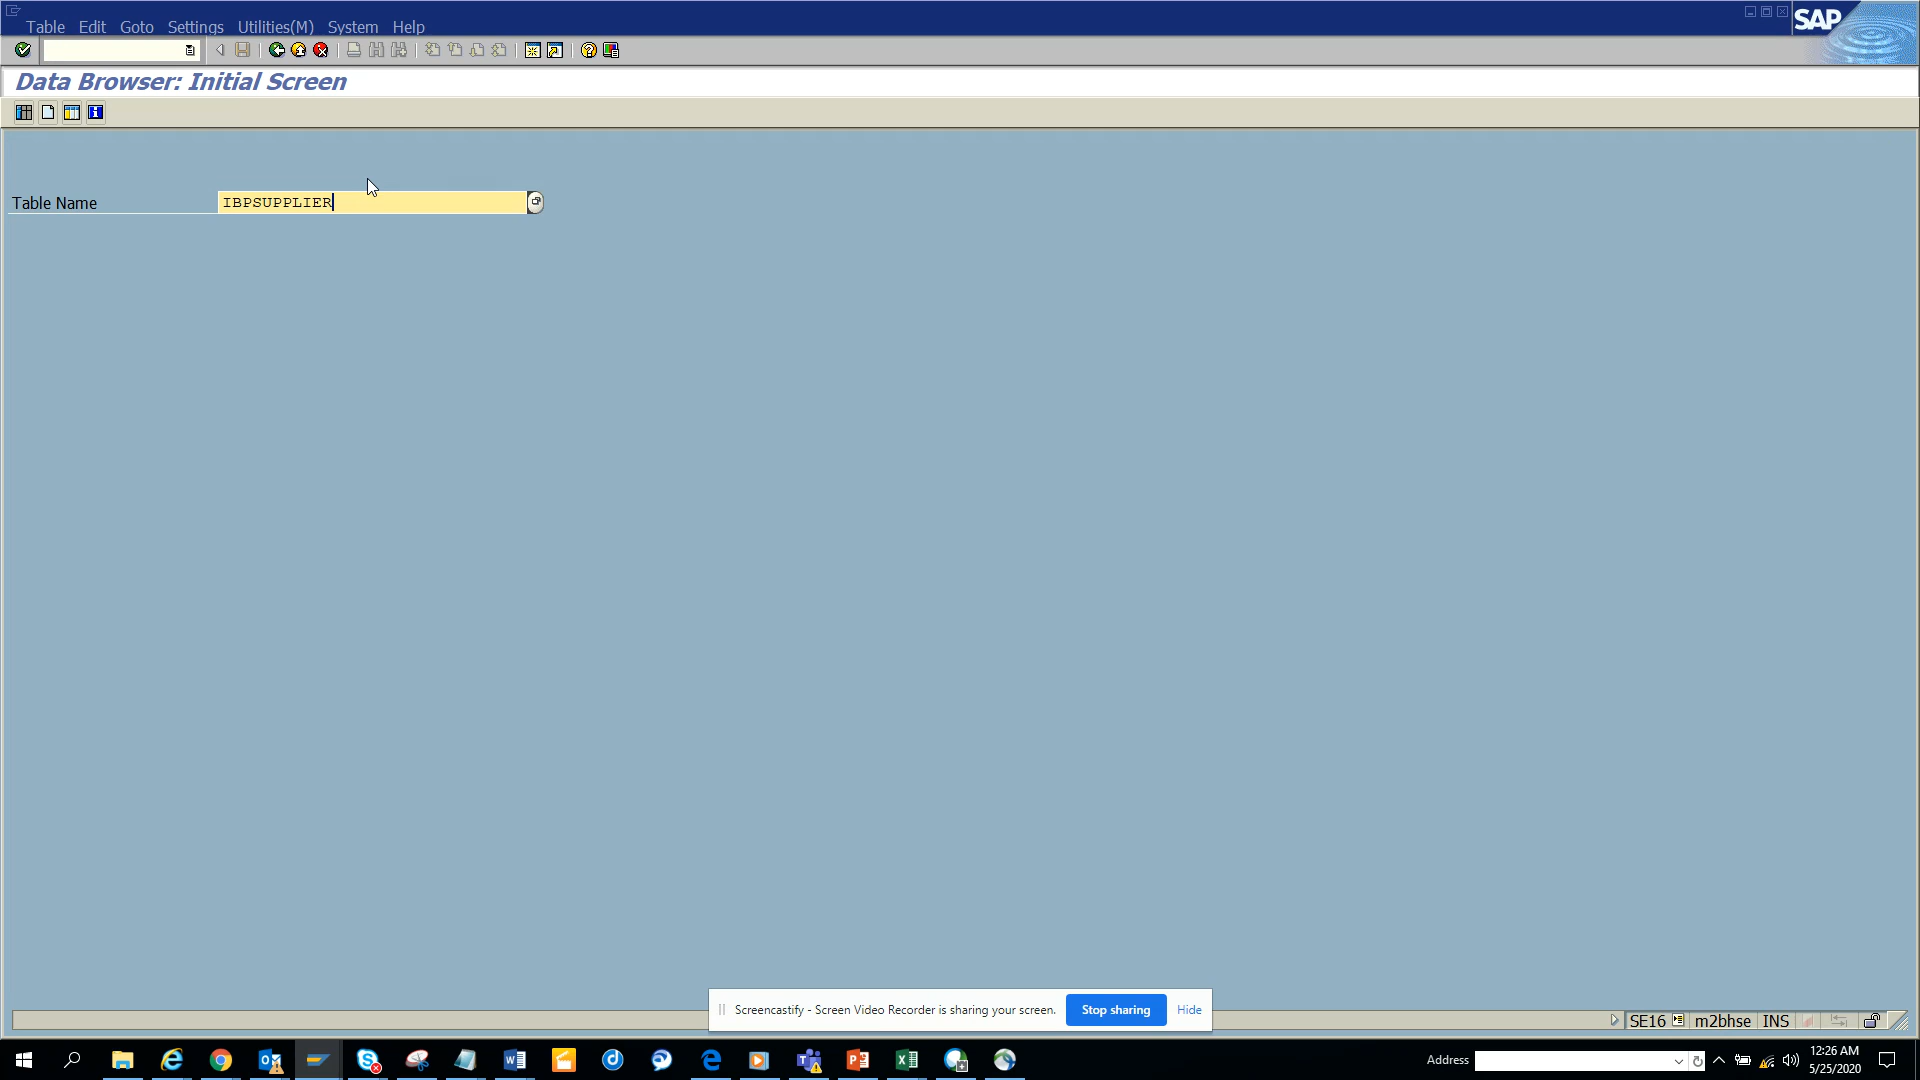 Table Edit Goto Settings Utilities(M) System Help
SAP
Data Browser: Initial Screen
Table Name IBPSUPPLIER
Screencastify - Screen Video Recorder is sharing your screen. Stop sharing Hide
SE16 m2bhse INS
Address
12:26 AM
5/25/2020